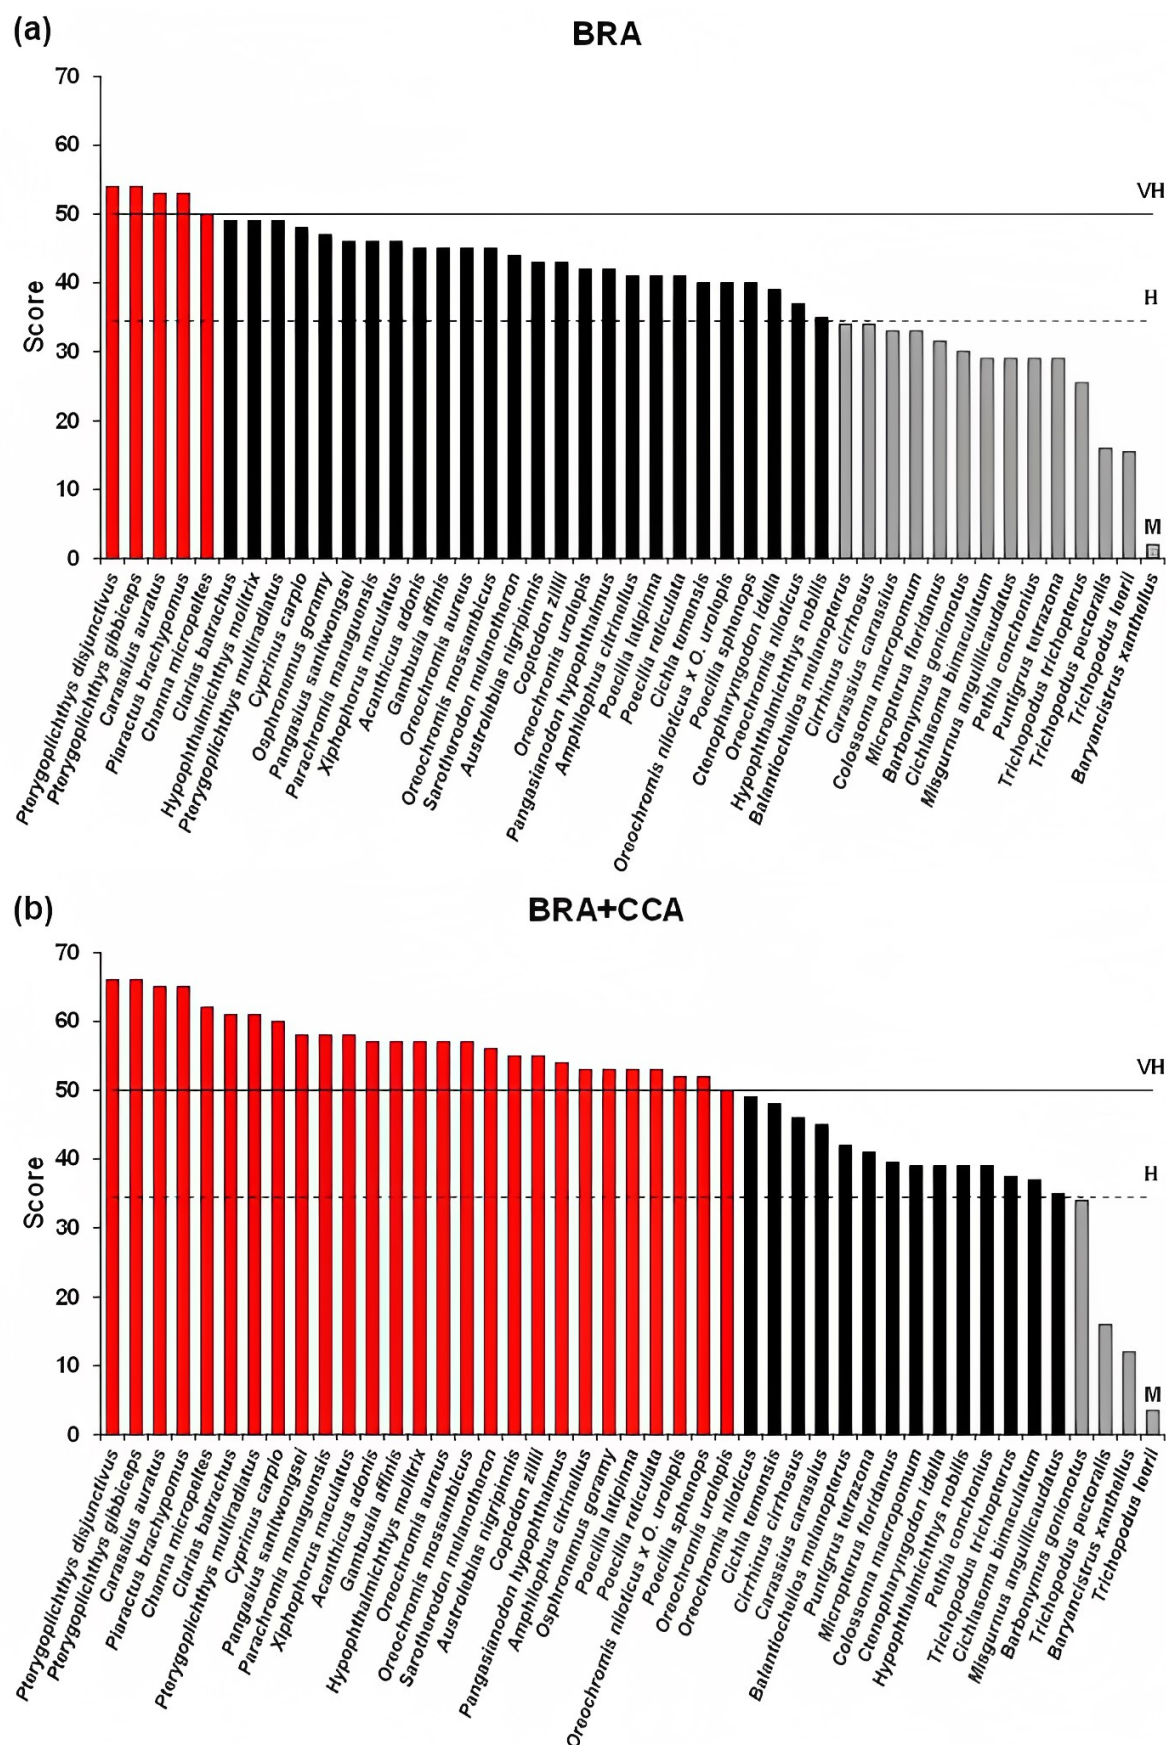 (a)
BRA
70
60
VH
50
40
H
Score
30
20
10
M
0
Pterygoplichthys disjunctivus
Pterygoplichthys gibbiceps
Carassius auratus
Piaractus brachypomus
Channa micropeltes
Clarias batrachus
Hypophthalmichthys molitrix
Pterygoplichthys multiradiatus
Cyprinus carpio
Osphronemus goramy
Pangasius sanitwongsei
Parachromis managuensis
Xiphophorus maculatus
Acanthicus adonis
Gambusia affinis
Oreochromis aureus
Oreochromis mossambicus
Sarotherodon melanotheron
Australoblas nigripinnis
Coptodon zillii
Oreochromis urolepis
Pangasianodon hypophthalmus
Amphilophus citrinellus
Poecilia latipinna
Poecilia reticulata
Cichla temensis
Oreochromis niloticus x O. urolepis
Poecilia sphenops
Ctenopharyngodon idella
Oreochromis niloticus
Hypophthalmichthys nobilis
Balantiocheilos melanopterus
Cirrhinus cirrhosus
Carassius carassius
Colossoma macropomum
Micropterus floridanus
Barbonymus gonionotus
Cichlasoma bimaculatum
Misgurnus anguillicaudatus
Pethia conchonius
Puntigrus tetrazona
Trichopodus trichopterus
Trichopodus pectoralis
Trichopodus leerii
Baryancistrus xanthellus
(b)
BRA+CCA
70
60
VH
50
40
H
Score
30
20
10
M
0
Pterygoplichthys disjunctivus
Pterygoplichthys gibbiceps
Carassius auratus
Piaractus brachypomus
Channa micropeltes
Clarias batrachus
Pterygoplichthys multiradiatus
Cyprinus carpio
Pangasius sanitwongsei
Parachromis managuensis
Xiphophorus maculatus
Acanthicus adonis
Gambusia affinis
Hypophthalmichthys molitrix
Oreochromis aureus
Oreochromis mossambicus
Sarotherodon melanotheron
Australoblas nigripinnis
Coptodon zillii
Pangasianodon hypophthalmus
Amphilophus citrinellus
Osphronemus goramy
Poecilia latipinna
Poecilia reticulata
Oreochromis niloticus x O. urolepis
Poecilia sphenops
Oreochromis urolepis
Oreochromis niloticus
Cichla temensis
Cirrhinus cirrhosus
Carassius carassius
Balantiocheilos melanopterus
Puntigrus tetrazona
Micropterus floridanus
Colossoma macropomum
Ctenopharyngodon idella
Hypophthalmichthys nobilis
Pethia conchonius
Trichopodus trichopterus
Cichlasoma bimaculatum
Misgurnus anguillicaudatus
Barbonymus gonionotus
Trichopodus pectoralis
Baryancistrus xanthellus
Trichopodus leerii